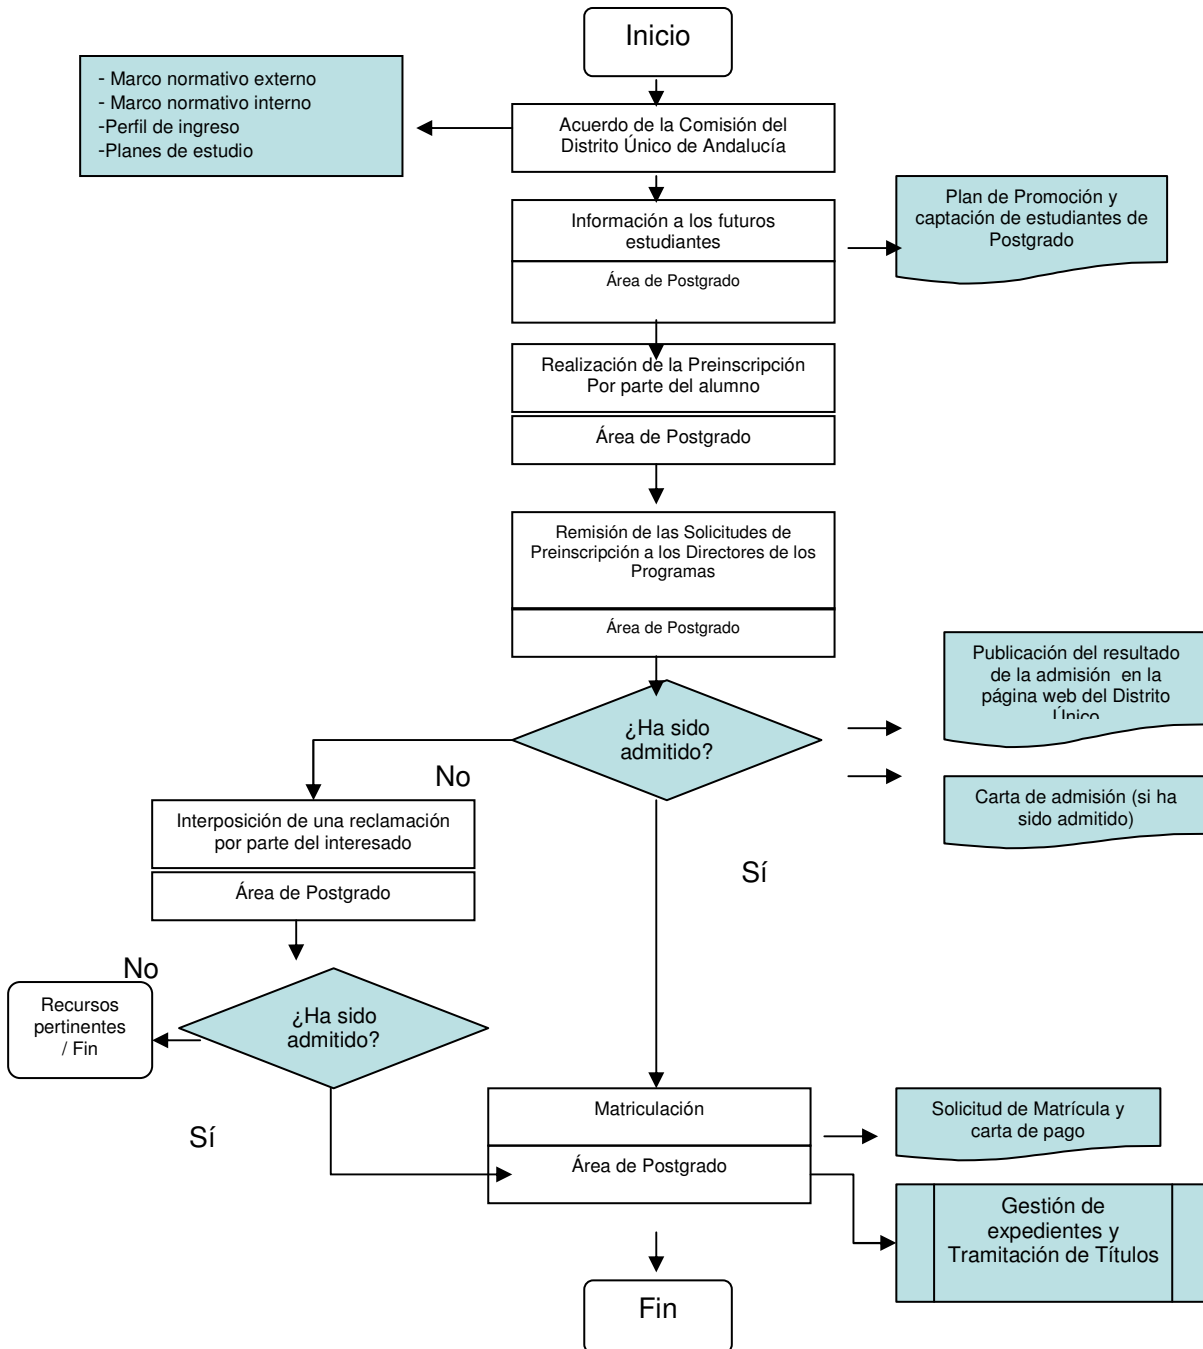 Inicio
- Marco normativo externo
- Marco normativo interno
-Perfil de ingreso
-Planes de estudio
Acuerdo de la Comisión del
Distrito Único de Andalucía
Información a los futuros
estudiantes
Área de Postgrado
Plan de Promoción y
captación de estudiantes de
Postgrado
Realización de la Preinscripción
Por parte del alumno
Área de Postgrado
Remisión de las Solicitudes de
Preinscripción a los Directores de los
Programas
Área de Postgrado
¿Ha sido
admitido?
Publicación del resultado
de la admisión en la
página web del Distrito
Único
Carta de admisión (si ha
sido admitido)
No
Interposición de una reclamación
por parte del interesado
Área de Postgrado
Sí
No
Recursos
pertinentes
/ Fin
¿Ha sido
admitido?
Sí
Matriculación
Área de Postgrado
Solicitud de Matrícula y
carta de pago
Gestión de
expedientes y
Tramitación de Títulos
Fin